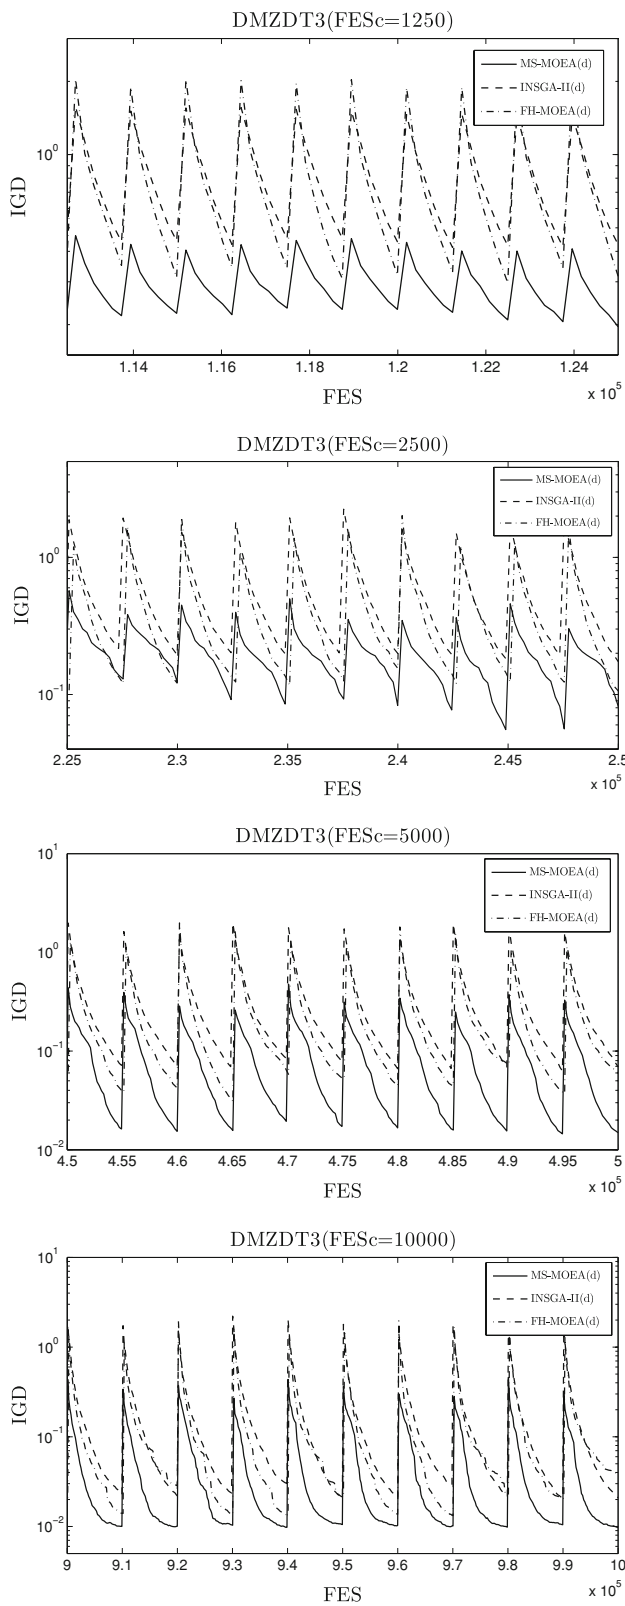 DMZDT3(FESc=1250)
MS-MOEA(d)
INSGA-II(d)
FH-MOEA(d)
10^0
IGD
1.114 1.116 1.118 1.12 1.122 1.124
x 10^5
FES
DMZDT3(FESc=2500)
MS-MOEA(d)
INSGA-II(d)
FH-MOEA(d)
10^0
10^-1
IGD
2.25 2.3 2.35 2.4 2.45 2.5
x 10^5
FES
DMZDT3(FESc=5000)
MS-MOEA(d)
INSGA-II(d)
FH-MOEA(d)
10^1
10^0
10^-1
10^-2
IGD
4.5 4.55 4.6 4.65 4.7 4.75 4.8 4.85 4.9 4.95 5
x 10^5
FES
DMZDT3(FESc=10000)
MS-MOEA(d)
INSGA-II(d)
FH-MOEA(d)
10^1
10^0
10^-1
10^-2
IGD
9 9.1 9.2 9.3 9.4 9.5 9.6 9.7 9.8 9.9 10
x 10^5
FES